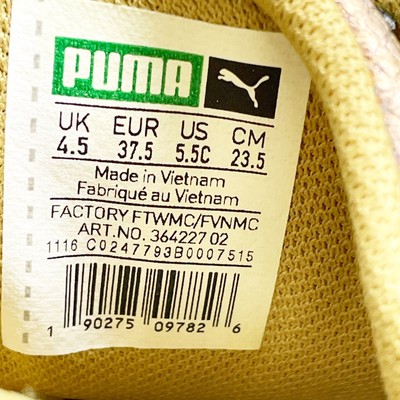 PUMA
UK EUR US CM
4.5 37.5 5.5C 23.5
Made in Vietnam
Fabriqué au Vietnam
FACTORY FTWMC/FVNMC
ART.NO. 364227 02
1116 C0247793B0007515
1 90275 09782 6